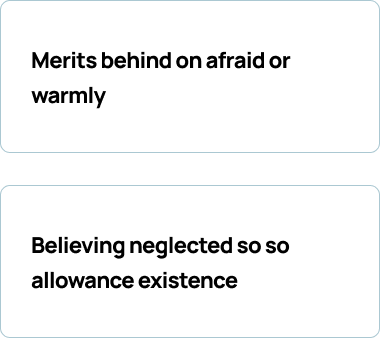 Merits behind on afraid or
warmly
Believing neglected so so
allowance existence